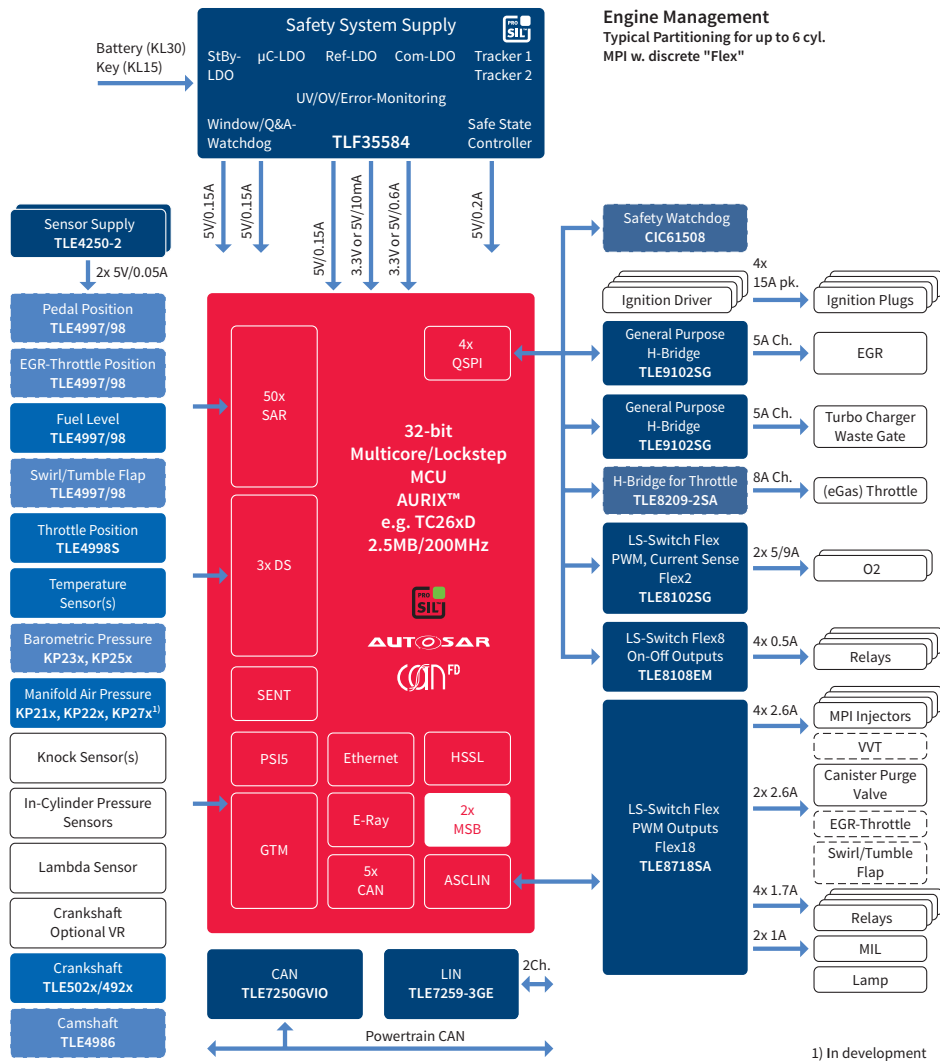 Engine Management
Typical Partitioning for up to 6 cyl.
MPI w. discrete "Flex"
Battery (KL30)
Key (KL15)
Safety System Supply
PRO
SIL
StBy-
LDO
µC-LDO
Ref-LDO
Com-LDO
Tracker 1
Tracker 2
UV/OV/Error-Monitoring
Window/Q&A-
Watchdog
TLF35584
Safe State
Controller
5V/0.15A
5V/0.15A
5V/0.15A
3.3V or 5V/10mA
3.3V or 5V/0.6A
5V/0.2A
Sensor Supply
TLE4250-2
2x 5V/0.05A
Pedal Position
TLE4997/98
EGR-Throttle Position
TLE4997/98
Fuel Level
TLE4997/98
Swirl/Tumble Flap
TLE4997/98
Throttle Position
TLE4998S
Temperature
Sensor(s)
Barometric Pressure
KP23x, KP25x
Manifold Air Pressure
KP21x, KP22x, KP27x1)
Knock Sensor(s)
In-Cylinder Pressure
Sensors
Lambda Sensor
Crankshaft
Optional VR
Crankshaft
TLE502x/492x
Camshaft
TLE4986
50x
SAR
3x DS
SENT
PSI5
GTM
4x
QSPI
32-bit
Multicore/Lockstep
MCU
AURIX™
e.g. TC26xD
2.5MB/200MHz
PRO
SIL
AUTOSAR
CAN FD
Ethernet
HSSL
E-Ray
2x
MSB
5x
CAN
ASCLIN
CAN
TLE7250GVIO
LIN
TLE7259-3GE
2Ch.
Powertrain CAN
Safety Watchdog
CIC61508
Ignition Driver
4x
15A pk.
Ignition Plugs
General Purpose
H-Bridge
TLE9102SG
5A Ch.
EGR
General Purpose
H-Bridge
TLE9102SG
5A Ch.
Turbo Charger
Waste Gate
H-Bridge for Throttle
TLE8209-2SA
8A Ch.
(eGas) Throttle
LS-Switch Flex
PWM, Current Sense
Flex2
TLE8102SG
2x 5/9A
O2
LS-Switch Flex8
On-Off Outputs
TLE8108EM
4x 0.5A
Relays
LS-Switch Flex
PWM Outputs
Flex18
TLE8718SA
4x 2.6A
MPI Injectors
VVT
2x 2.6A
Canister Purge
Valve
EGR-Throttle
Swirl/Tumble
Flap
4x 1.7A
Relays
2x 1A
MIL
Lamp
1) In development